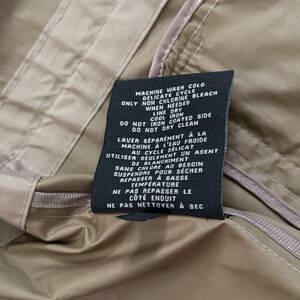 MACHINE WASH COLD
DELICATE CYCLE
ONLY NON CHLORINE BLEACH
WHEN NEEDED
LINE DRY
COOL IRON
DO NOT IRON COATED SIDE
DO NOT DRY CLEAN
LAVER SÉPARÉMENT À LA
MACHINE À L'EAU FROIDE
AU CYCLE DÉLICAT
UTILISER SEULEMENT UN AGENT
DE BLANCHIMENT
SANS CHLORE AU BESOIN
SUSPENDRE POUR SÉCHER
REPASSER À BASSE
TEMPÉRATURE
NE PAS REPASSER LE
CÔTÉ ENDUIT
NE PAS NETTOYER À SEC